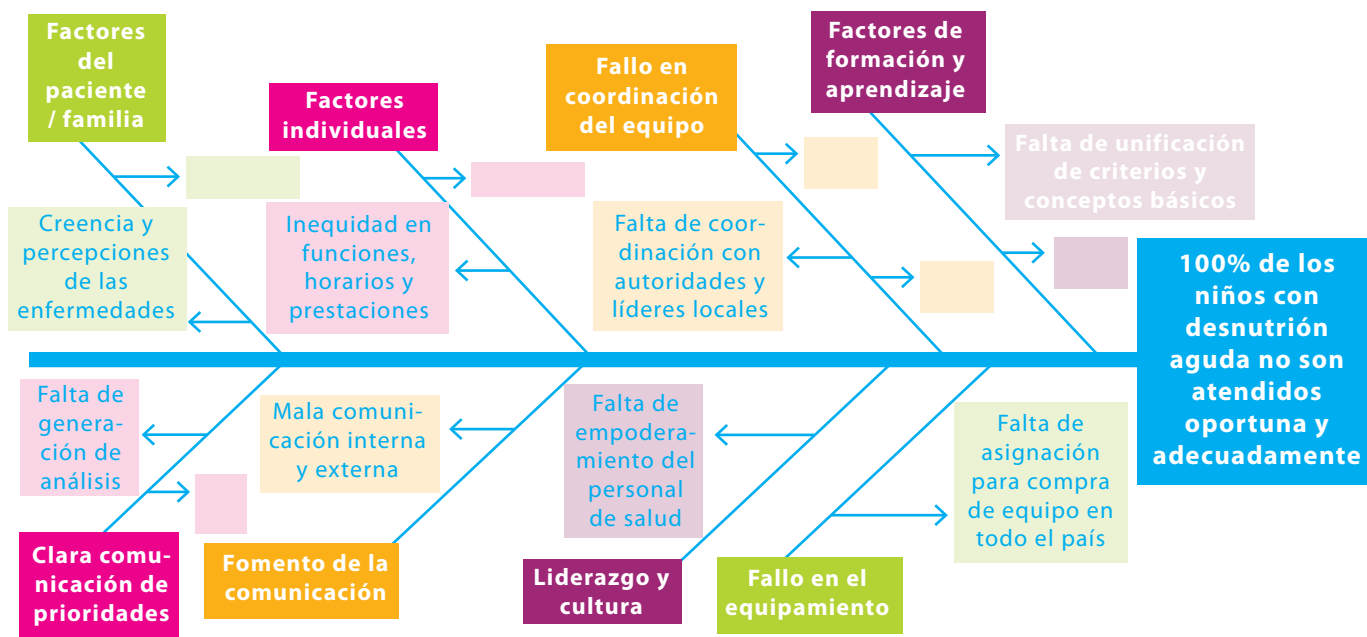 Factores
del
paciente
/ familia
Factores
individuales
Fallo en
coordinación
del equipo
Factores de
formación y
aprendizaje
Creencia y
percepciones
de las
enfermedades
Inequidad en
funciones,
horarios y
prestaciones
Falta de coor-
dinación con
autoridades y
líderes locales
Falta de unificación
de criterios y
conceptos básicos
100% de los
niños con
desnutrión
aguda no son
atendidos
oportuna y
adecuadamente
Falta de
genera-
ción de
análisis
Mala comuni-
cación interna
y externa
Falta de
empodera-
miento del
personal
de salud
Falta de
asignación
para compra
de equipo en
todo el país
Clara comu-
nicación de
prioridades
Fomento de la
comunicación
Liderazgo y
cultura
Fallo en el
equipamiento